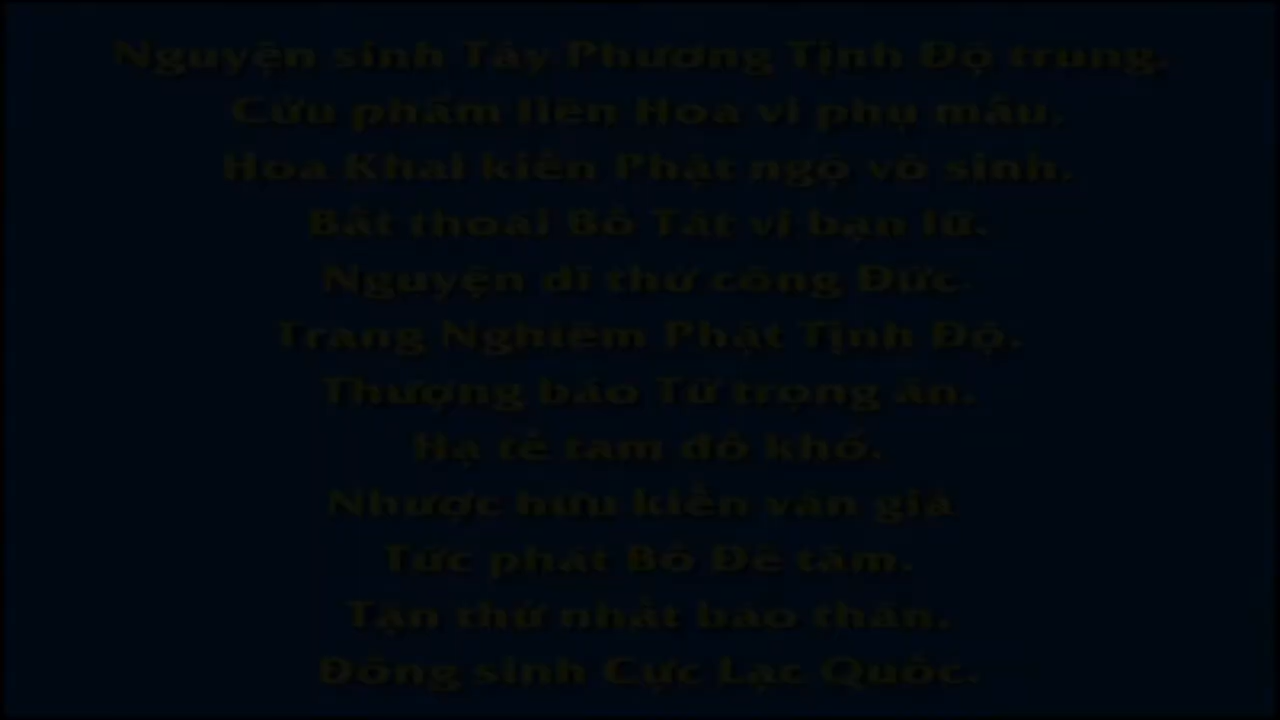 Nguyện sinh Tây Phương Tịnh Độ trung,
Cửu phẩm liên Hoa vi phụ mẫu.
Hoa Khai kiến Phật ngộ vô sinh.
Bất thoái Bồ Tát vi bạn lữ.
Nguyện dĩ thử công Đức.
Trang Nghiêm Phật Tịnh Độ.
Thượng báo Tứ trọng ân.
Hạ tế tam đồ khổ.
Nhược hữu kiến văn giả
Tức phát Bồ Đề tâm.
Tận thử nhất báo thân.
Đồng sinh Cực Lạc Quốc.